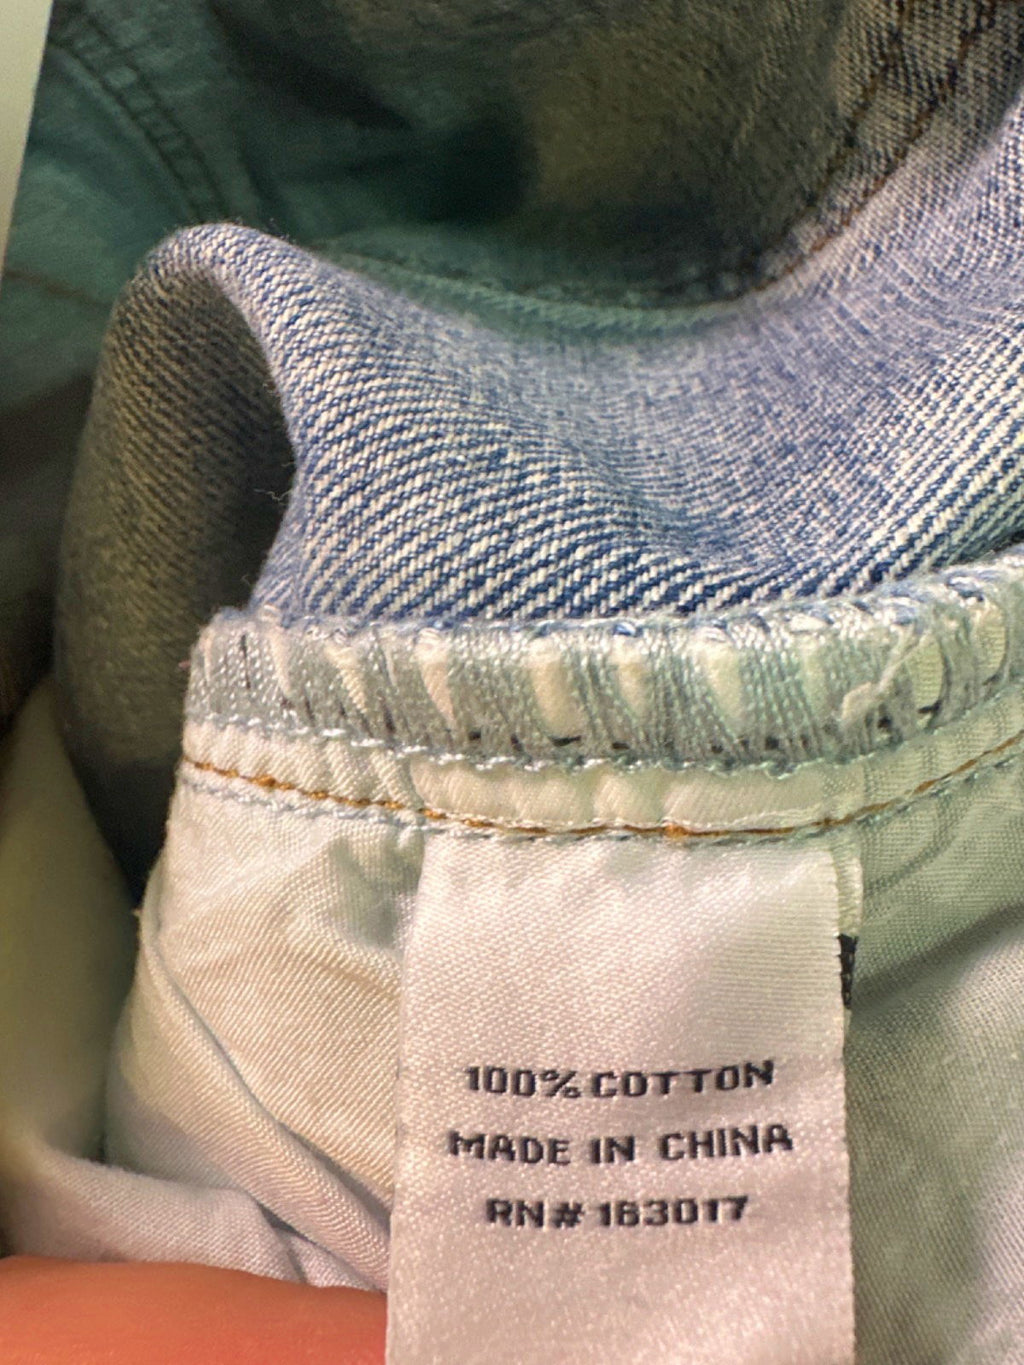 100% COTTON
MADE IN CHINA
RN# 163017